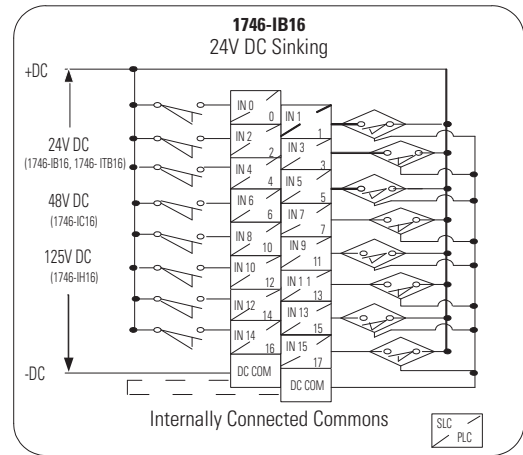 1746-IB16
24V DC Sinking
+DC
24V DC
(1746-IB16, 1746- ITB16)
48V DC
(1746-IC16)
125V DC
(1746-IH16)
-DC
IN 0
0
IN 1
1
IN 2
2
IN 3
3
IN 4
4
IN 5
5
IN 6
6
IN 7
7
IN 8
10
IN 9
11
IN 10
12
IN 1 1
13
IN 12
14
IN 13
15
IN 14
16
IN 15
17
DC COM
DC COM
Internally Connected Commons
SLC
PLC